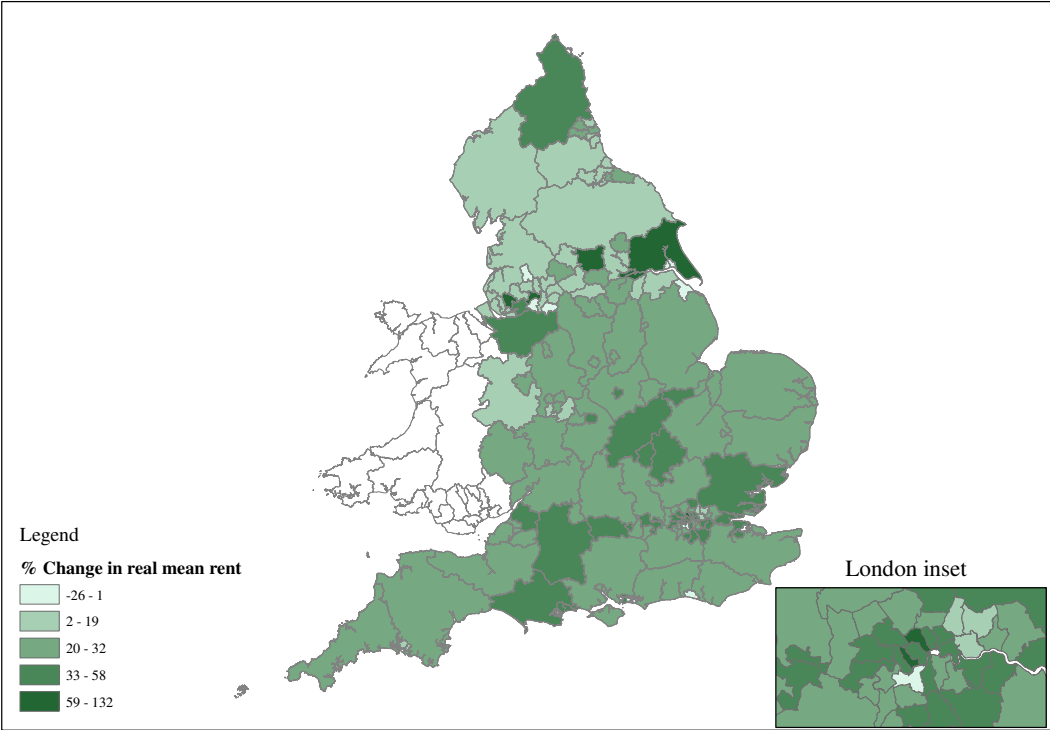 Legend
% Change in real mean rent
-26 - 1
2 - 19
20 - 32
33 - 58
59 - 132
London inset